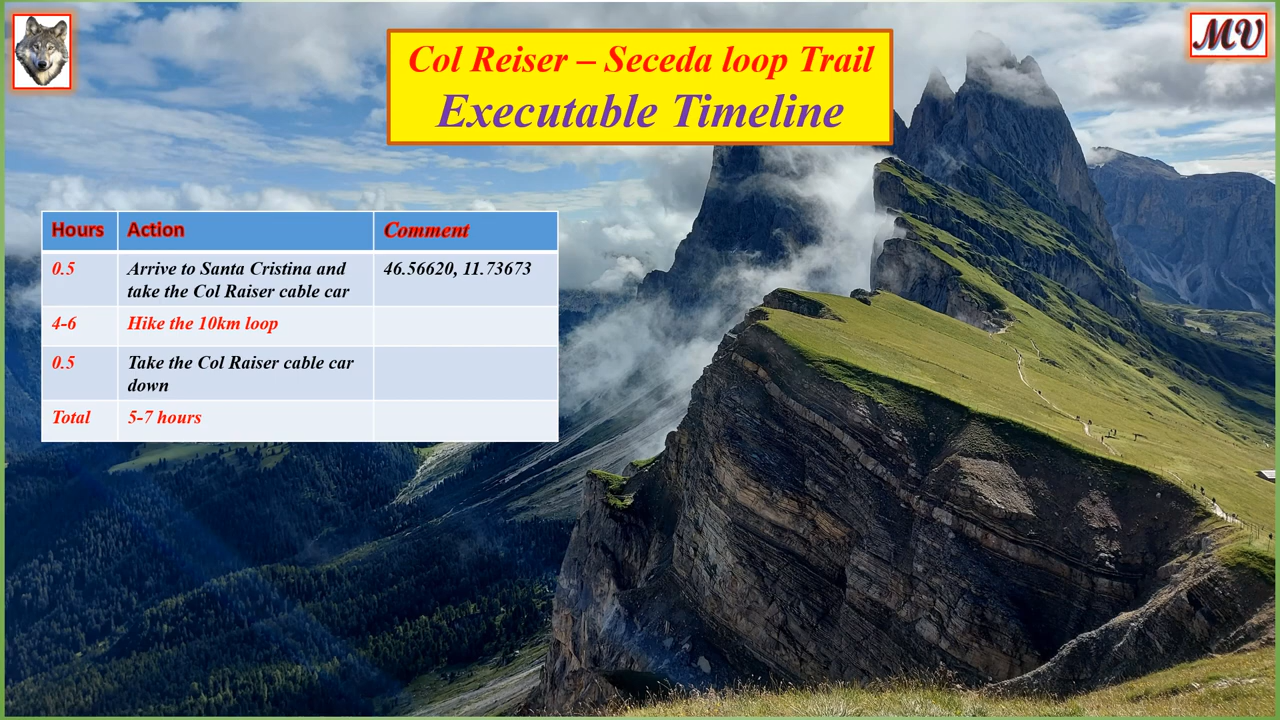 MV
Col Reiser – Seceda loop Trail
Executable Timeline
Hours Action Comment
0.5 Arrive to Santa Cristina and 46.56620, 11.73673
take the Col Raiser cable car
4-6 Hike the 10km loop
0.5 Take the Col Raiser cable car
down
Total 5-7 hours